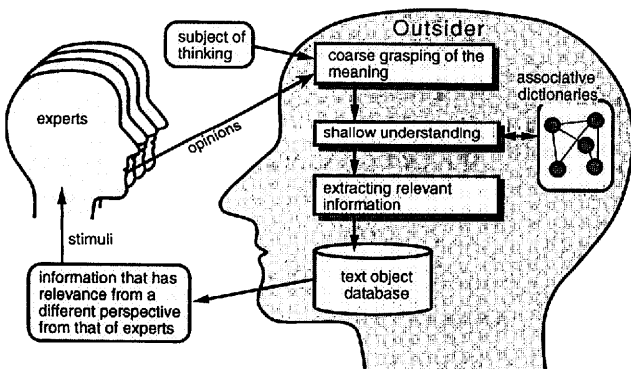 Outsider
subject of
thinking
coarse grasping of the
meaning
associative
dictionaries
experts
opinions
shallow understanding
extracting relevant
information
stimuli
text object
database
information that has
relevance from a
different perspective
from that of experts